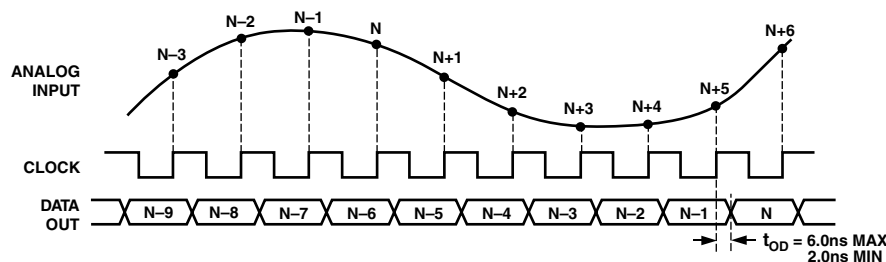 N–3
N–2
N–1
N
N+1
N+2
N+3
N+4
N+5
N+6
ANALOG
INPUT
CLOCK
DATA
OUT
N–9
N–8
N–7
N–6
N–5
N–4
N–3
N–2
N–1
N
tOD = 6.0ns MAX
2.0ns MIN